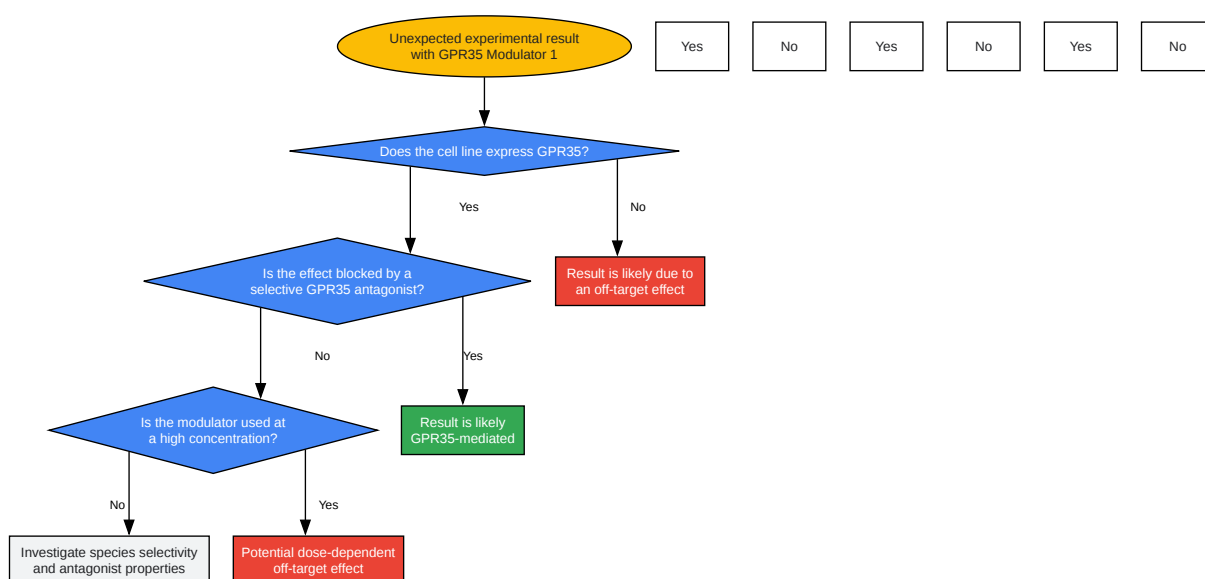 Unexpected experimental result
with GPR35 Modulator 1
Yes
No
Yes
No
Yes
No
Does the cell line express GPR35?
Yes
No
Is the effect blocked by a
selective GPR35 antagonist?
Result is likely due to
an off-target effect
No
Yes
Is the modulator used at
a high concentration?
Result is likely
GPR35-mediated
No
Yes
Investigate species selectivity
and antagonist properties
Potential dose-dependent
off-target effect